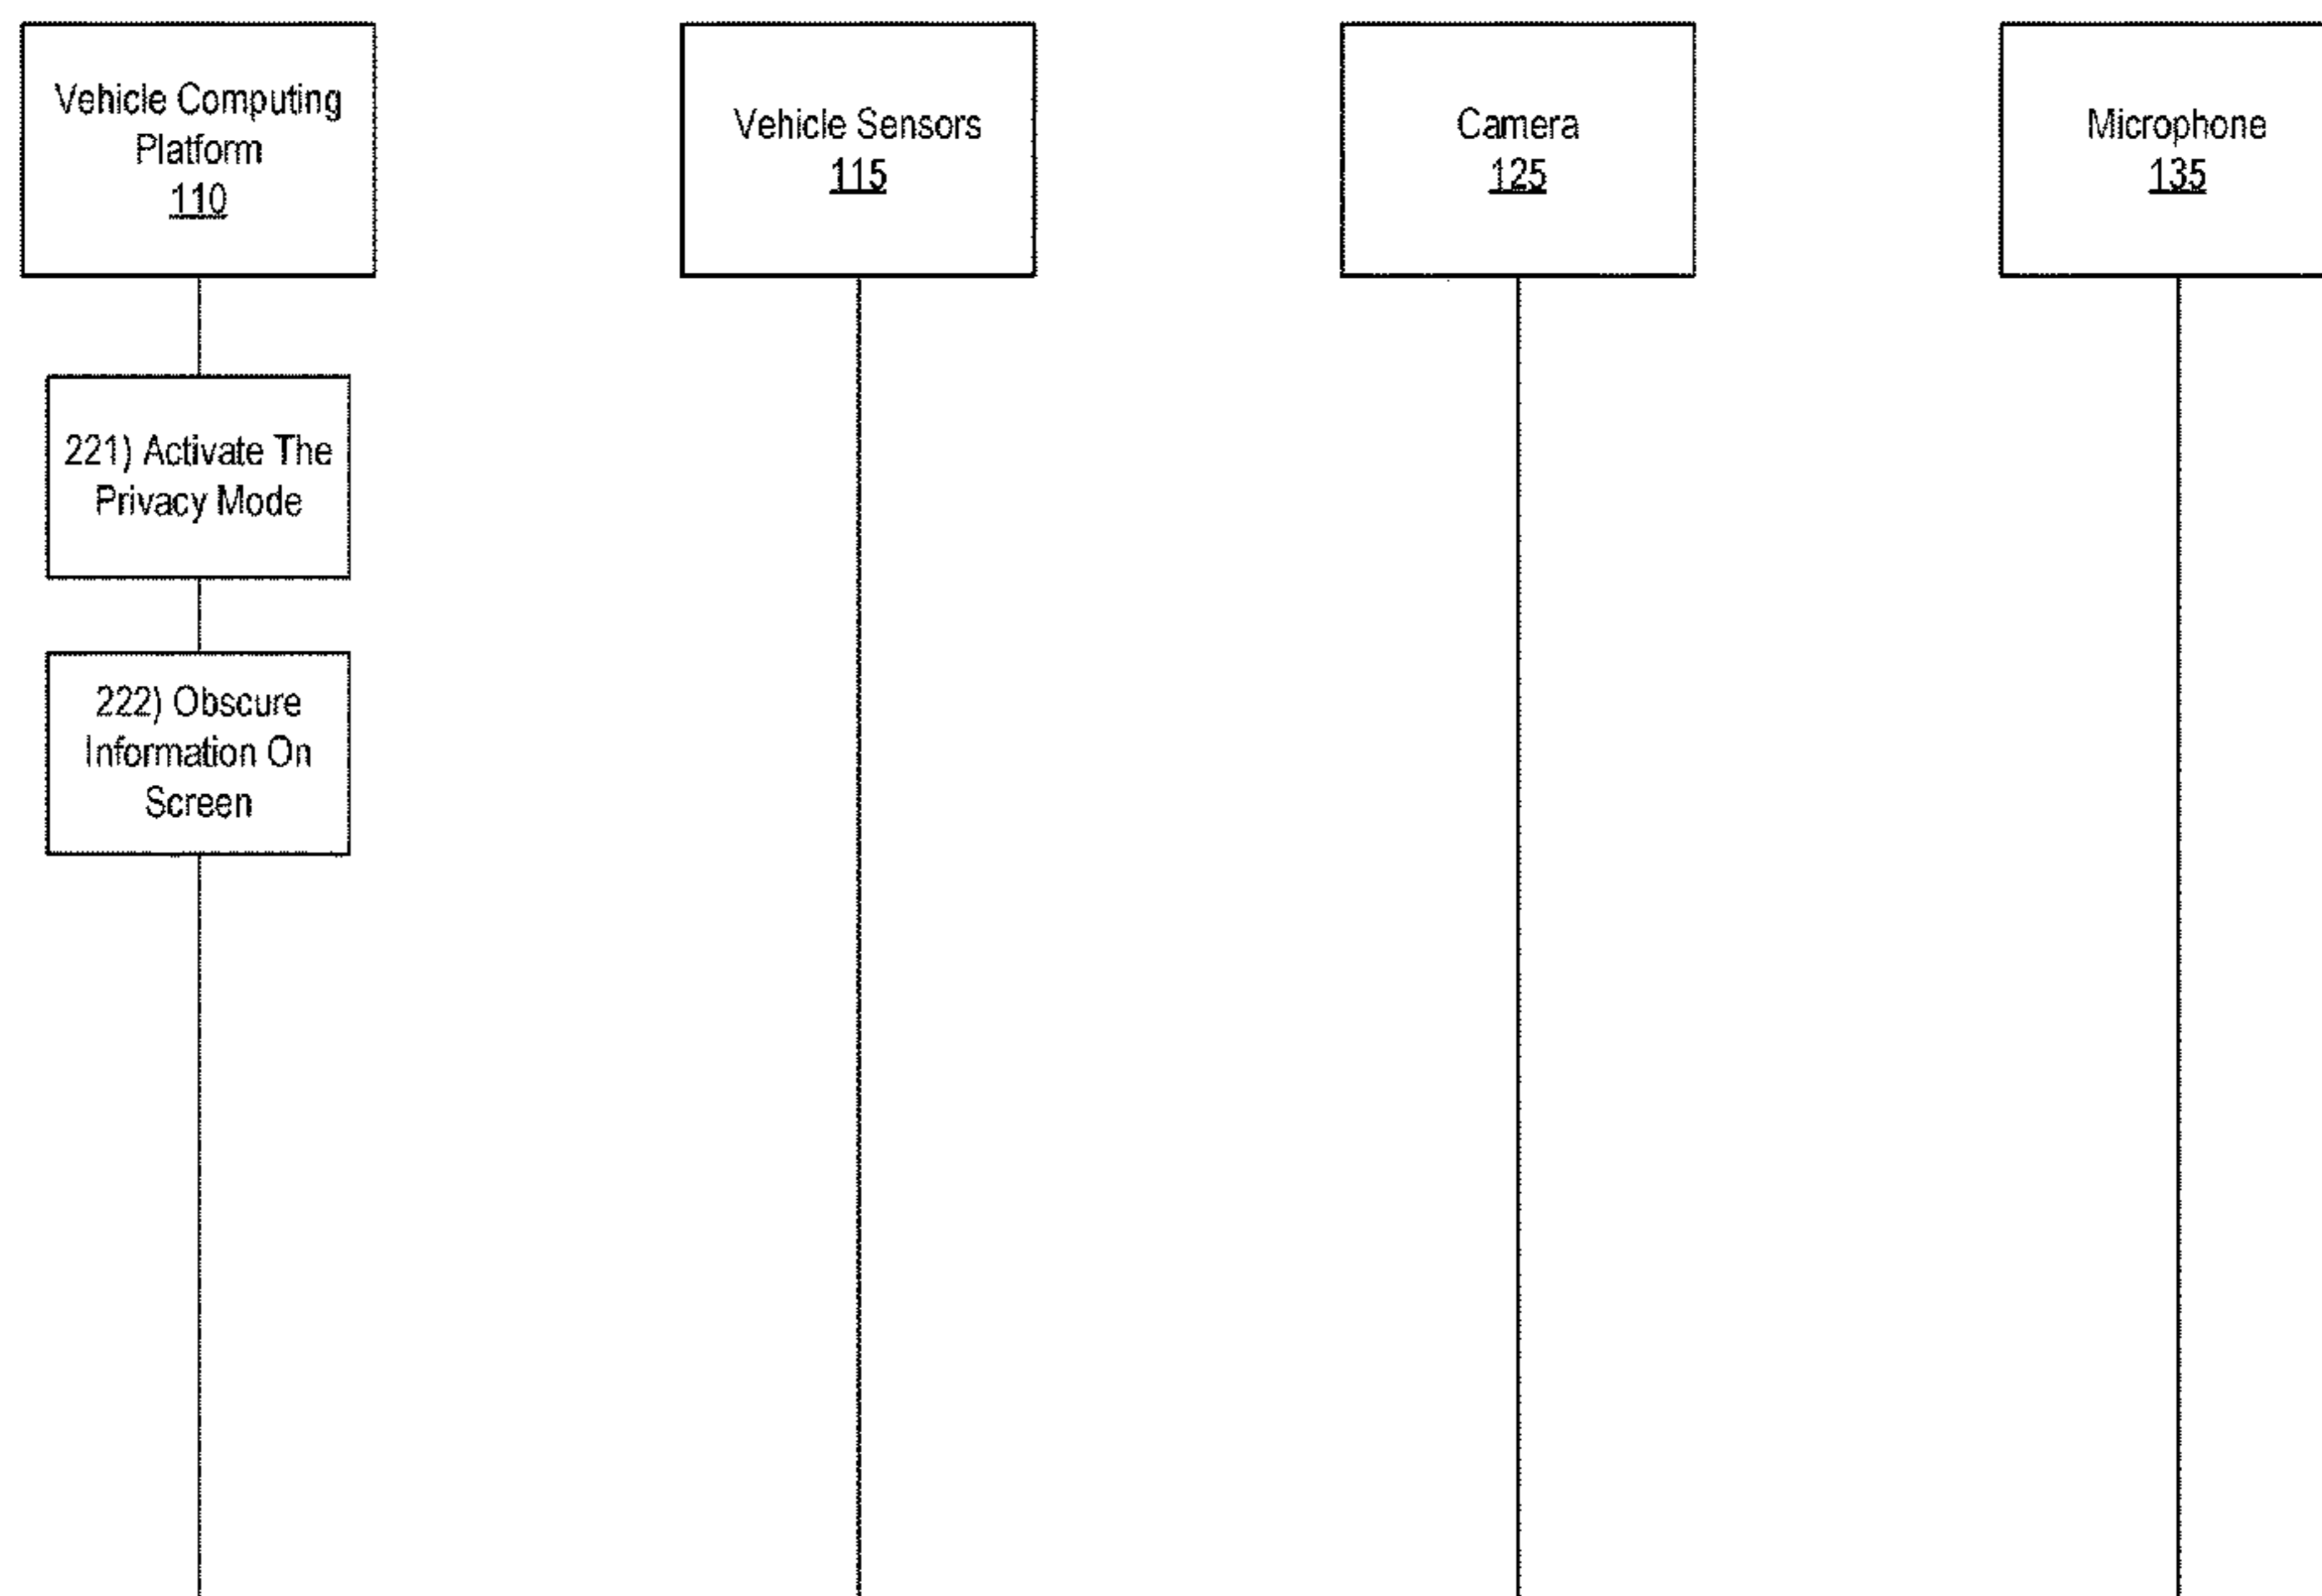 Vehicle Computing
Platform
110
Vehicle Sensors
115
Camera
125
Microphone
135
221) Activate The
Privacy Mode
222) Obscure
Information On
Screen